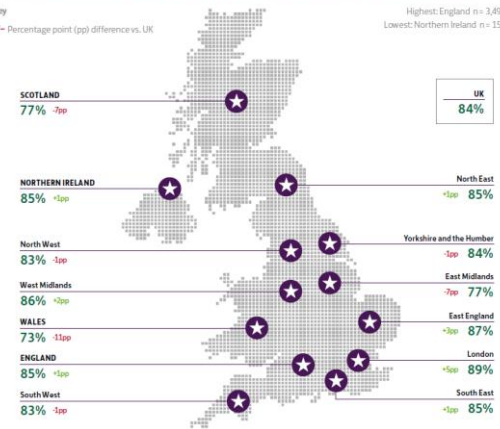 Highest: England n= 3,49
+- Percentage point (pp) difference vs. UK
Lowest: Northern Ireland n= 15
SCOTLAND
77% -7pp
UK
84%
NORTHERN IRELAND
85% +1pp
North East
+1pp 85%
North West
83% -1pp
Yorkshire and the Humber
-1pp 84%
West Midlands
86% +2pp
East Midlands
-7pp 77%
WALES
73% -11pp
East England
+3pp 87%
ENGLAND
85% +1pp
London
+5pp 89%
South West
83% -1pp
South East
+1pp 85%